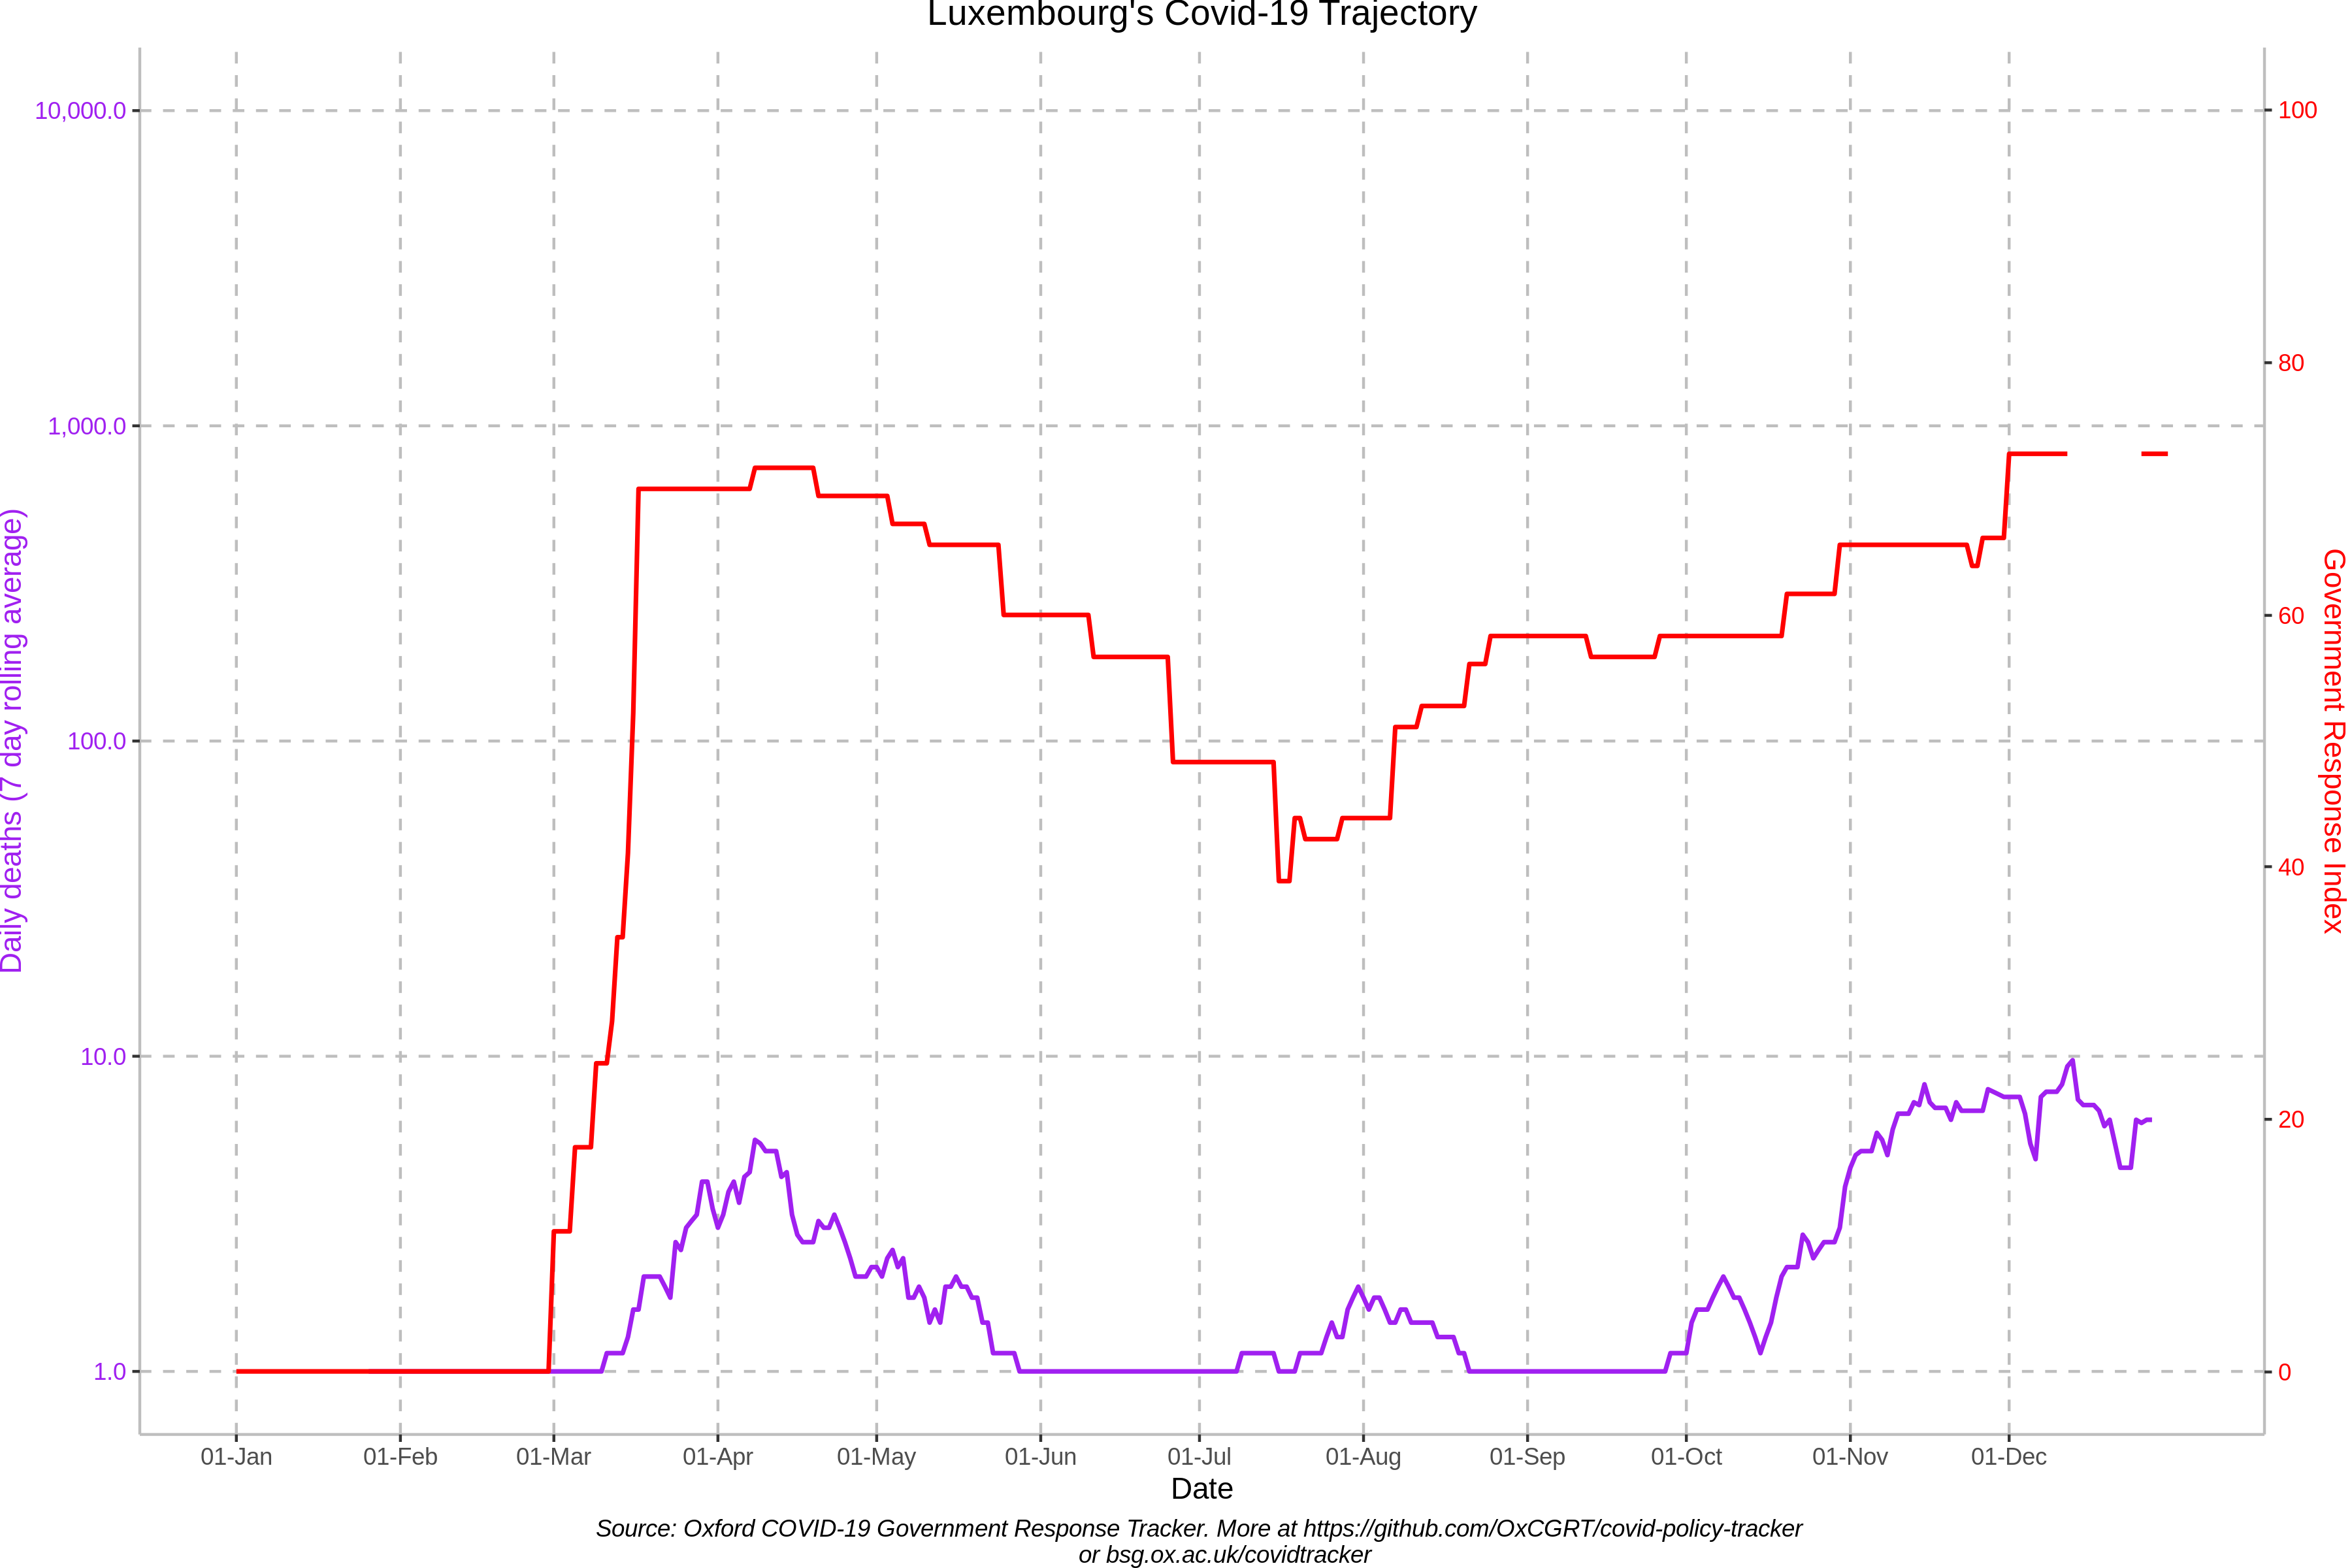 Luxembourg's Covid-19 Trajectory
Daily deaths (7 day rolling average)
10,000.0
1,000.0
100.0
10.0
1.0
100
80
60
40
20
0
Government Response Index
01-Jan 01-Feb 01-Mar 01-Apr 01-May 01-Jun 01-Jul 01-Aug 01-Sep 01-Oct 01-Nov 01-Dec
Date
Source: Oxford COVID-19 Government Response Tracker. More at https://github.com/OxCGRT/covid-policy-tracker
or bsg.ox.ac.uk/covidtracker